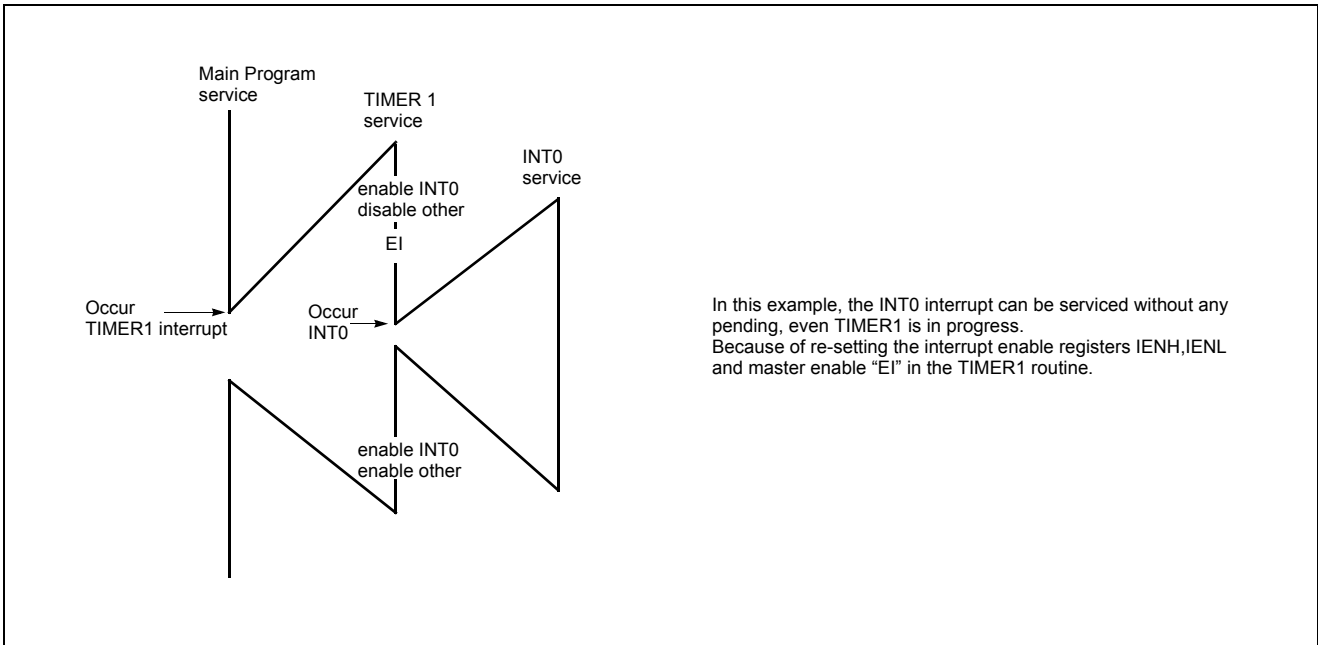 Main Program
service
TIMER 1
service
INT0
service
enable INT0
disable other
EI
Occur
TIMER1 interrupt
Occur
INT0
In this example, the INT0 interrupt can be serviced without any
pending, even TIMER1 is in progress.
Because of re-setting the interrupt enable registers IENH,IENL
and master enable “EI” in the TIMER1 routine.
enable INT0
enable other